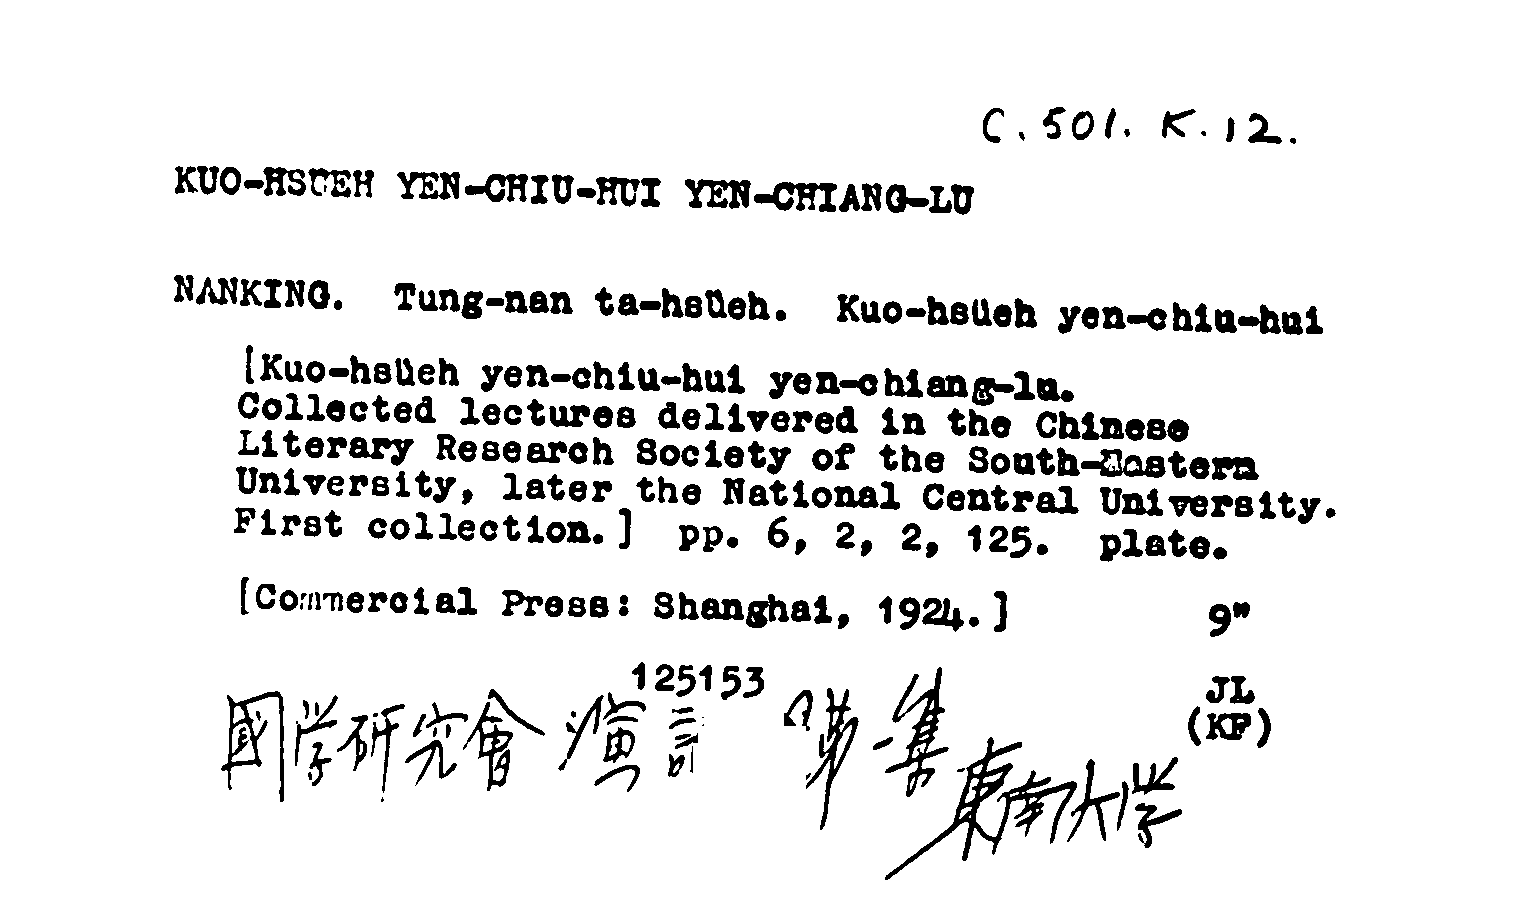 C.501.K.12.
KUO-HSUEH YEN-CHIU-HUI YEN-CHIANG-LU
NANKING. Tung-nan ta-hsüeh. Kuo-hsüeh yen-chiu-hui
[Kuo-hsüeh yen-chiu-hui yen-chiang-lu.
Collected lectures delivered in the Chinese
Literary Research Society of the South-Eastern
University, later the National Central University.
First collection.] pp. 6, 2, 2, 125. plate.
[Commercial Press: Shanghai, 1924.] 9"
125153 JL
(KF)
國学研究會 演 第一集
東南大学